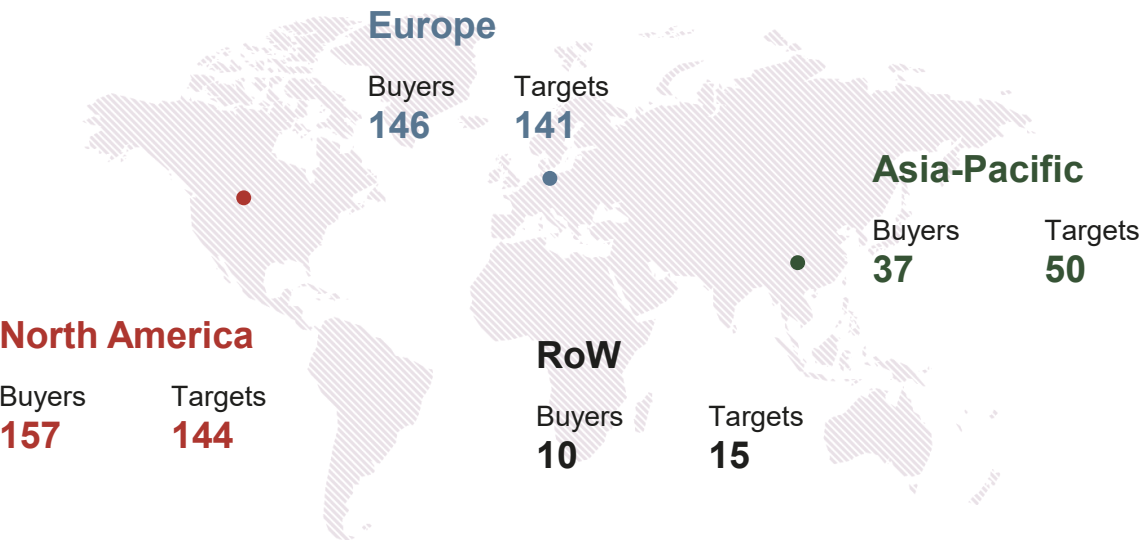 Europe
Buyers Targets
146 141
Asia-Pacific
Buyers Targets
37 50
North America
Buyers Targets
157 144
RoW
Buyers Targets
10 15